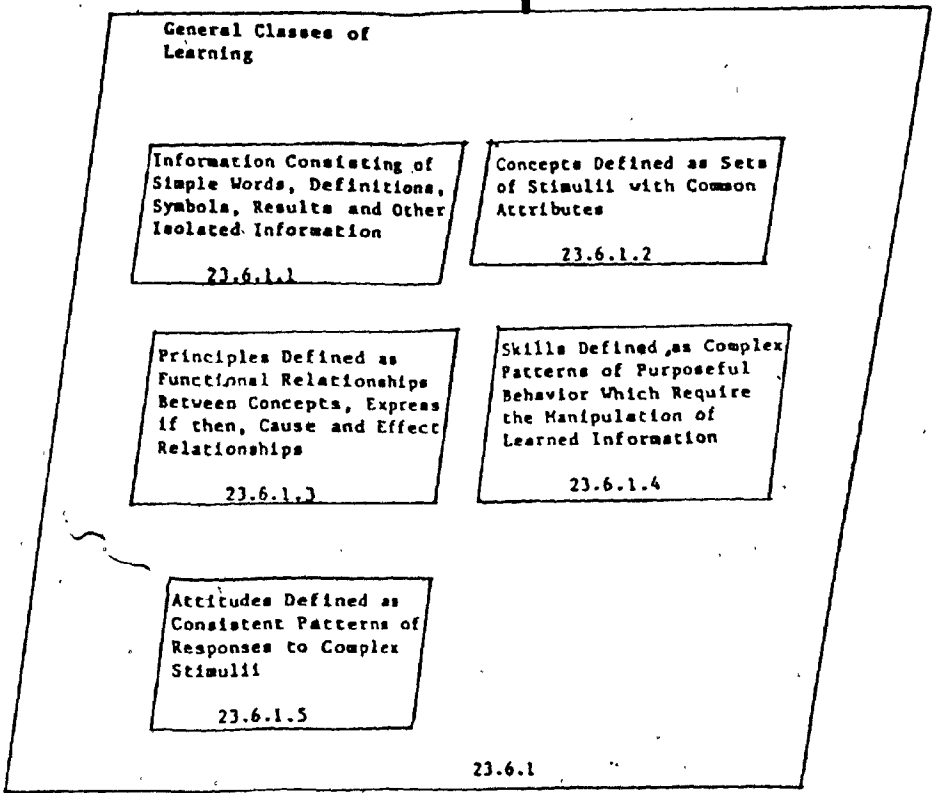 General Classes of
Learning
Information Consisting of
Simple Words, Definitions,
Symbols, Results and Other
Isolated Information
23.6.1.1
Concepts Defined as Sets
of Stimulii with Common
Attributes
23.6.1.2
Principles Defined as
Functional Relationships
Between Concepts, Express
if then, Cause and Effect
Relationships
23.6.1.3
Skills Defined as Complex
Patterns of Purposeful
Behavior Which Require
the Manipulation of
Learned Information
23.6.1.4
Attitudes Defined as
Consistent Patterns of
Responses to Complex
Stimulii
23.6.1.5
23.6.1